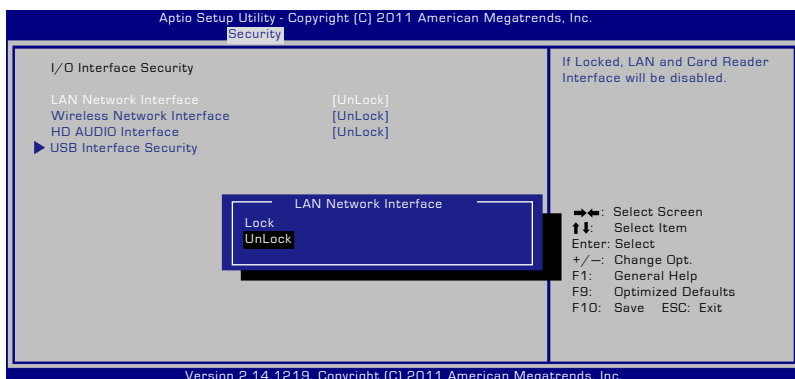 Aptio Setup Utility - Copyright (C) 2011 American Megatrends, Inc.
Security
I/O Interface Security
LAN Network Interface [UnLock]
Wireless Network Interface [UnLock]
HD AUDIO Interface [UnLock]
USB Interface Security
If Locked, LAN and Card Reader
Interface will be disabled.
LAN Network Interface
Lock
UnLock
→←: Select Screen
↑↓: Select Item
Enter: Select
+/—: Change Opt.
F1: General Help
F9: Optimized Defaults
F10: Save ESC: Exit
Version 2.14.1219. Copyright (C) 2011 American Megatrends, Inc.